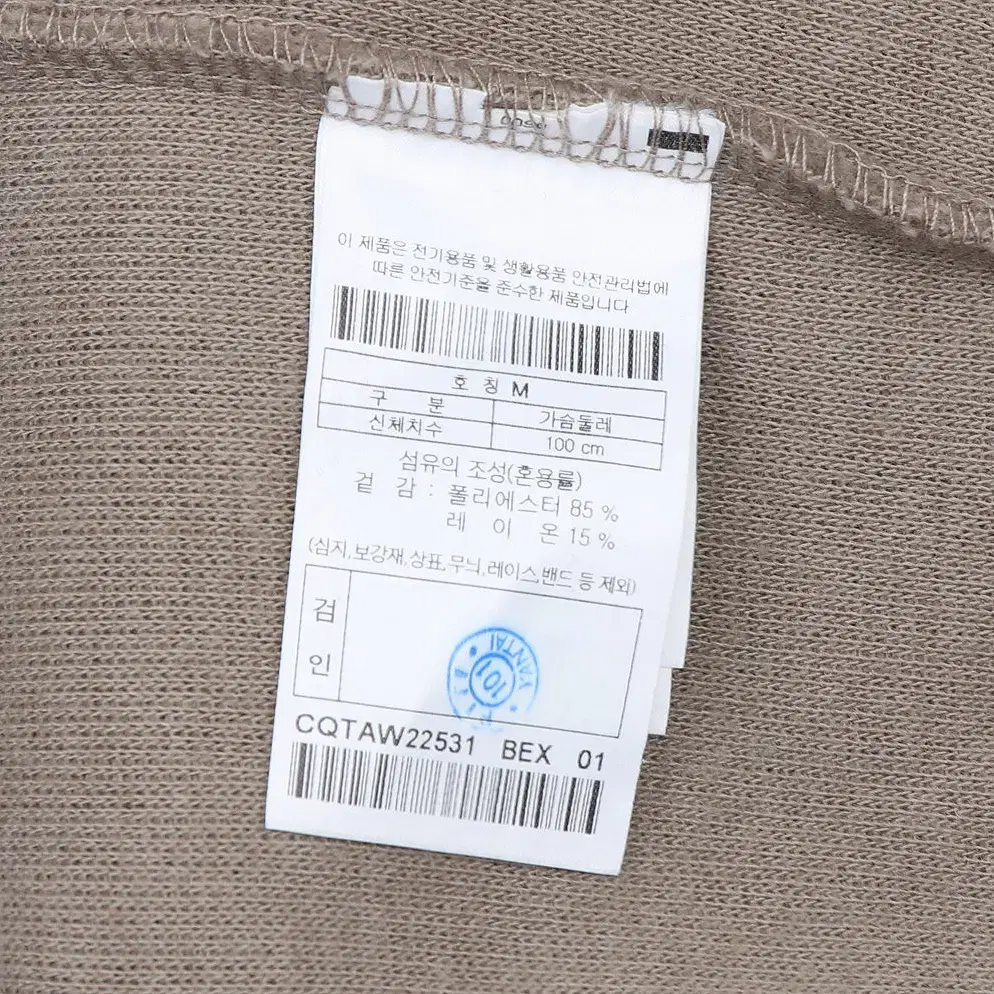 이 제품은 전기용품 및 생활용품 안전관리법에
따른 안전기준을 준수한 제품입니다
호 칭 M
구 분 가슴둘레
신체치수 100 cm
섬유의 조성(혼용률)
겉 감 : 폴리에스터 85 %
레 이 온 15 %
(심지,보강재,상표,무늬,레이스,밴드 등 제외)
검
인
YANTAI
101
CQTAW22531 BEX 01